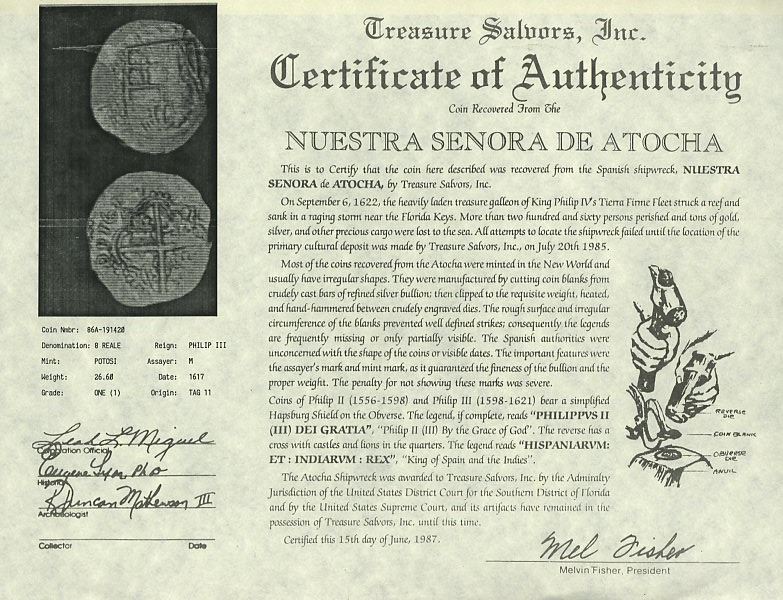 Treasure Salvors, Inc.
Certificate of Authenticity
Coin Recovered From The
NUESTRA SENORA DE ATOCHA
This is to Certify that the coin here described was recovered from the Spanish shipwreck, NUESTRA
SENORA de ATOCHA, by Treasure Salvors, Inc.
On September 6, 1622, the heavily laden treasure galleon of King Philip IV's Tierra Firme Fleet struck a reef and
sank in a raging storm near the Florida Keys. More than two hundred and sixty persons perished and tons of gold,
silver, and other precious cargo were lost to the sea. All attempts to locate the shipwreck failed until the location of the
primary cultural deposit was made by Treasure Salvors, Inc., on July 20th 1985.
Most of the coins recovered from the Atocha were minted in the New World and
usually have irregular shapes. They were manufactured by cutting coin blanks from
crudely cast bars of refined silver bullion; then clipped to the requisite weight, heated,
and hand-hammered between crudely engraved dies. The rough surface and irregular
circumference of the blanks prevented well defined strikes; consequently the legends
are frequently missing or only partially visible. The Spanish authorities were
unconcerned with the shape of the coins or visible dates. The important features were
the assayer's mark and mint mark, as it guaranteed the fineness of the bullion and the
proper weight. The penalty for not showing these marks was severe.
Coins of Philip II (1556-1598) and Philip III (1598-1621) bear a simplified
Hapsburg Shield on the Obverse. The legend, if complete, reads "PHILIPPVS II
(III) DEI GRATIA", "Philip II (III) By the Grace of God". The reverse has a
cross with castles and lions in the quarters. The legend reads "HISPANIARVM:
ET : INDIARVM : REX", "King of Spain and the Indies".
The Atocha Shipwreck was awarded to Treasure Salvors, Inc. by the Admiralty
Jurisdiction of the United States District Court for the Southern District of Florida
and by the United States Supreme Court, and its artifacts have remained in the
possession of Treasure Salvors, Inc. until this time.
Certified this 15th day of June, 1987.
REVERSE
DIE
COIN BLANK
OBVERSE
DIE
ANVIL
Mel Fisher
Melvin Fisher, President
Coin Nmbr: 86A-191420
Denomination: 8 REALE Reign: PHILIP III
Mint: POTOSI Assayer: M
Weight: 26.60 Date: 1617
Grade: ONE (1) Origin: TAG 11
Leah L. Miguel
Corporation Official
Eugene Lyon PhD
Historian
R Duncan Mathewson III
Archaeologist
Collector Date